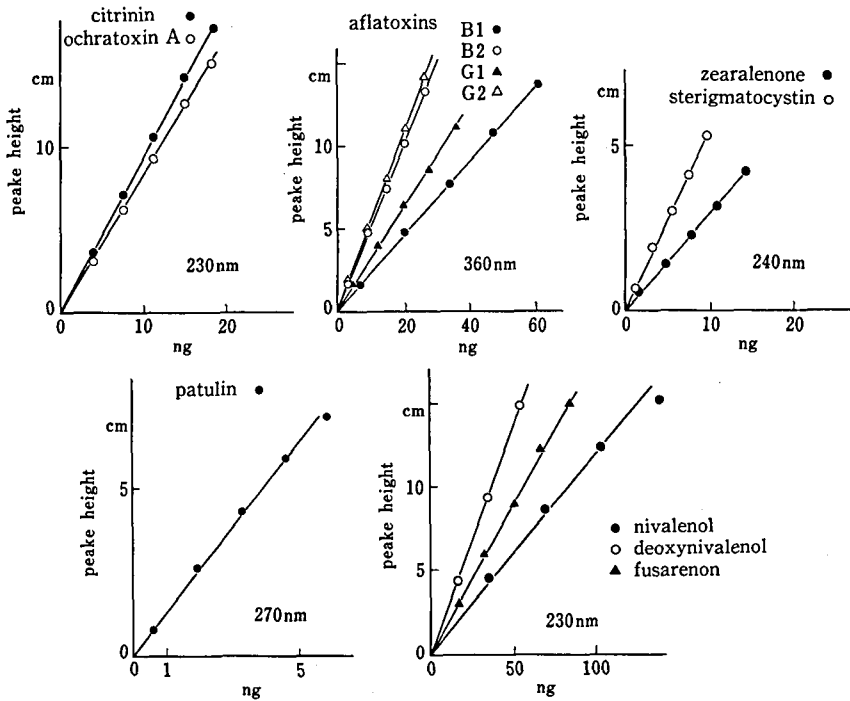 citrinin ●
ochratoxin A ○
cm
10
0
peake height
230nm
0 10 20
ng
aflatoxins
B1 ●
B2 ○
G1 ▲
G2 △
cm
10
5
0
peake height
360nm
0 20 40 60
ng
zearalenone ●
sterigmatocystin ○
cm
5
0
peake height
240nm
0 10 20
ng
patulin ●
cm
5
0
peake height
270nm
0 1 5
ng
cm
10
5
0
peake height
● nivalenol
○ deoxynivalenol
▲ fusarenon
230nm
0 50 100
ng